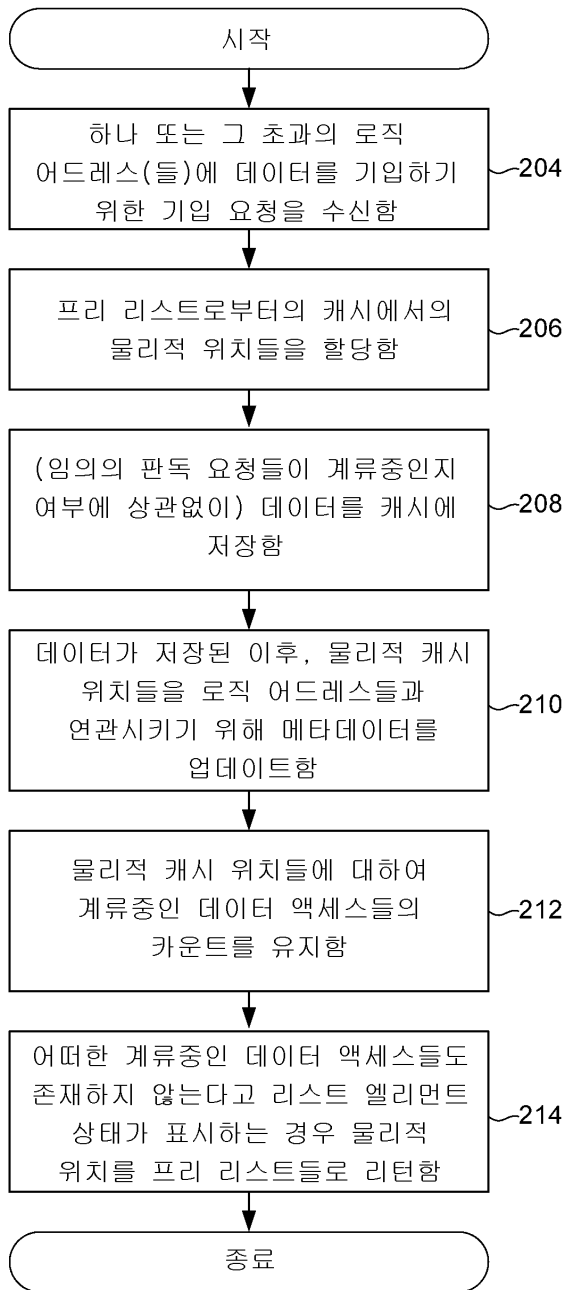 시작
하나 또는 그 초과의 로직
어드레스(들)에 데이터를 기입하기
위한 기입 요청을 수신함
204
프리 리스트로부터의 캐시에서의
물리적 위치들을 할당함
206
(임의의 판독 요청들이 계류중인지
여부에 상관없이) 데이터를 캐시에
저장함
208
데이터가 저장된 이후, 물리적 캐시
위치들을 로직 어드레스들과
연관시키기 위해 메타데이터를
업데이트함
210
물리적 캐시 위치들에 대하여
계류중인 데이터 액세스들의
카운트를 유지함
212
어떠한 계류중인 데이터 액세스들도
존재하지 않는다고 리스트 엘리먼트
상태가 표시하는 경우 물리적
위치를 프리 리스트들로 리턴함
214
종료